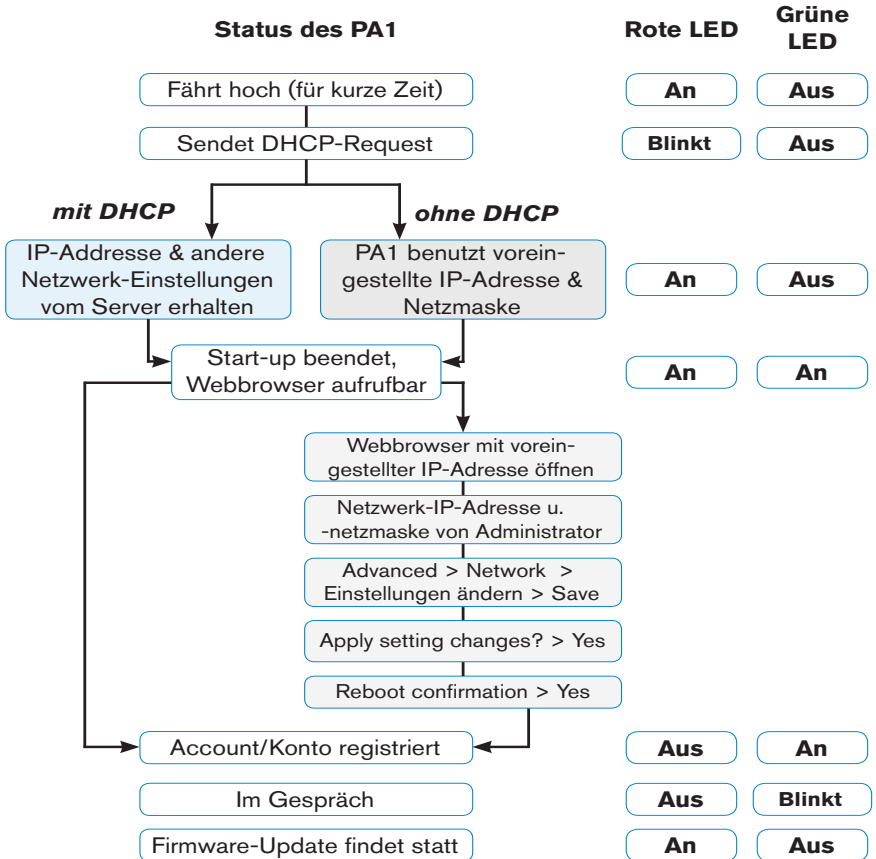 Status des PA1
Rote LED
Grüne
LED
Fährt hoch (für kurze Zeit)
An
Aus
Sendet DHCP-Request
Blinkt
Aus
mit DHCP
ohne DHCP
IP-Addresse & andere
Netzwerk-Einstellungen
vom Server erhalten
PA1 benutzt vorein-
gestellte IP-Adresse &
Netzmaske
An
Aus
Start-up beendet,
Webbrowser aufrufbar
An
An
Webbrowser mit vorein-
gestellter IP-Adresse öffnen
Netzwerk-IP-Adresse u.
-netzmaske von Administrator
Advanced > Network >
Einstellungen ändern > Save
Apply setting changes? > Yes
Reboot confirmation > Yes
Account/Konto registriert
Aus
An
Im Gespräch
Aus
Blinkt
Firmware-Update findet statt
An
Aus